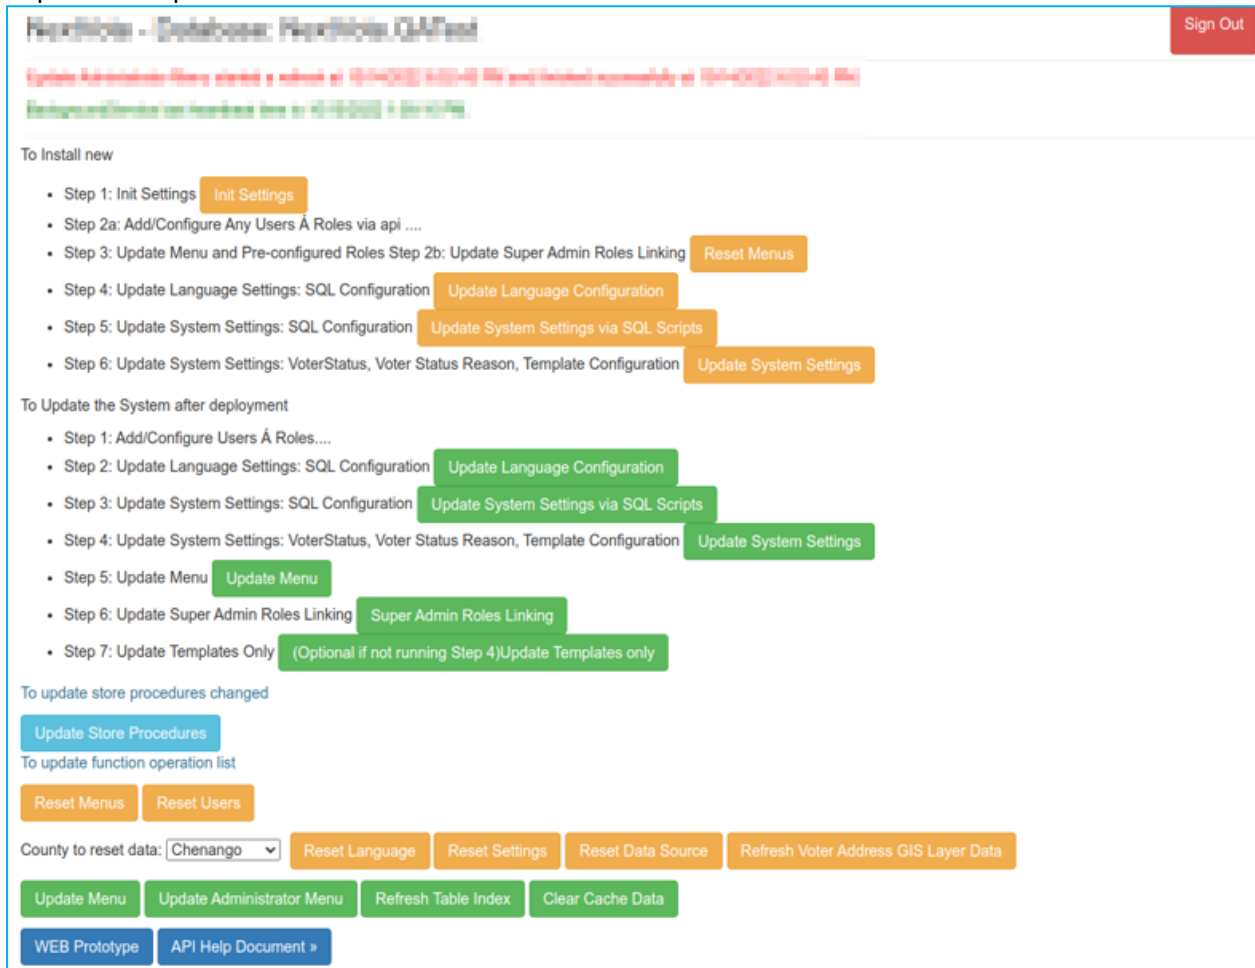 Sign Out
To Install new
Step 1: Init Settings Init Settings
Step 2a: Add/Configure Any Users Á Roles via api ....
Step 3: Update Menu and Pre-configured Roles Step 2b: Update Super Admin Roles Linking Reset Menus
Step 4: Update Language Settings: SQL Configuration Update Language Configuration
Step 5: Update System Settings: SQL Configuration Update System Settings via SQL Scripts
Step 6: Update System Settings: VoterStatus, Voter Status Reason, Template Configuration Update System Settings
To Update the System after deployment
Step 1: Add/Configure Users Á Roles....
Step 2: Update Language Settings: SQL Configuration Update Language Configuration
Step 3: Update System Settings: SQL Configuration Update System Settings via SQL Scripts
Step 4: Update System Settings: VoterStatus, Voter Status Reason, Template Configuration Update System Settings
Step 5: Update Menu Update Menu
Step 6: Update Super Admin Roles Linking Super Admin Roles Linking
Step 7: Update Templates Only (Optional if not running Step 4)Update Templates only
To update store procedures changed
Update Store Procedures
To update function operation list
Reset Menus Reset Users
County to reset data: Chenango Reset Language Reset Settings Reset Data Source Refresh Voter Address GIS Layer Data
Update Menu Update Administrator Menu Refresh Table Index Clear Cache Data
WEB Prototype API Help Document »